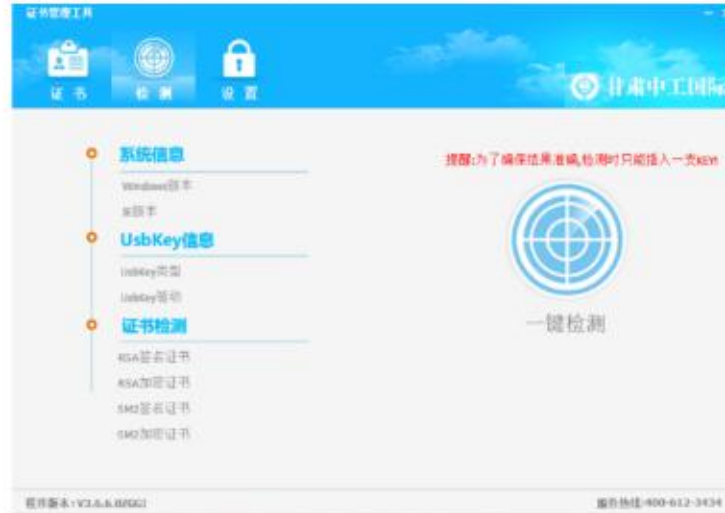 证书管理工具
证书
检测
设置
甘肃中工国际
系统信息
提醒:为了确保结果准确,检测时只能插入一支KEY!
Windows版本
IE版本
UsbKey信息
UsbKey类型
UsbKey驱动
证书检测
一键检测
RSA签名证书
RSA加密证书
SM2签名证书
SM2加密证书
程序版本:
服务热线:400-612-3434